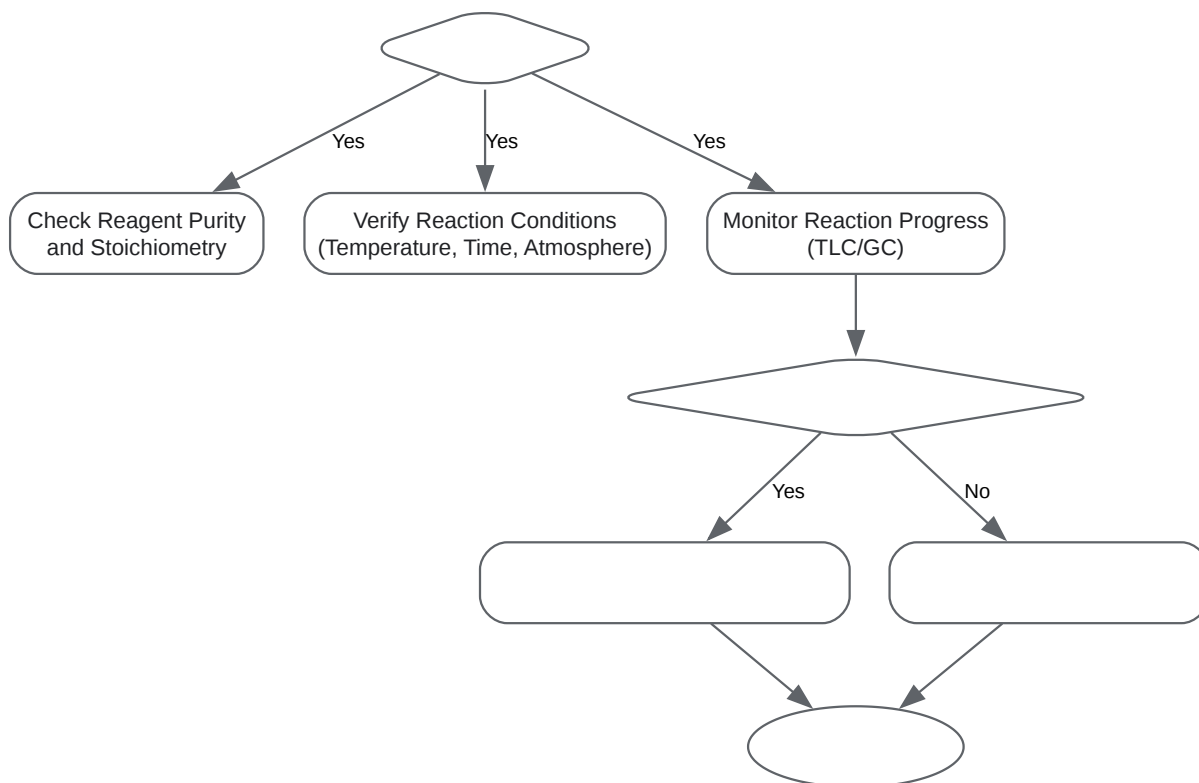 Yes
Yes
Yes
Check Reagent Purity
and Stoichiometry
Verify Reaction Conditions
(Temperature, Time, Atmosphere)
Monitor Reaction Progress
(TLC/GC)
Yes
No